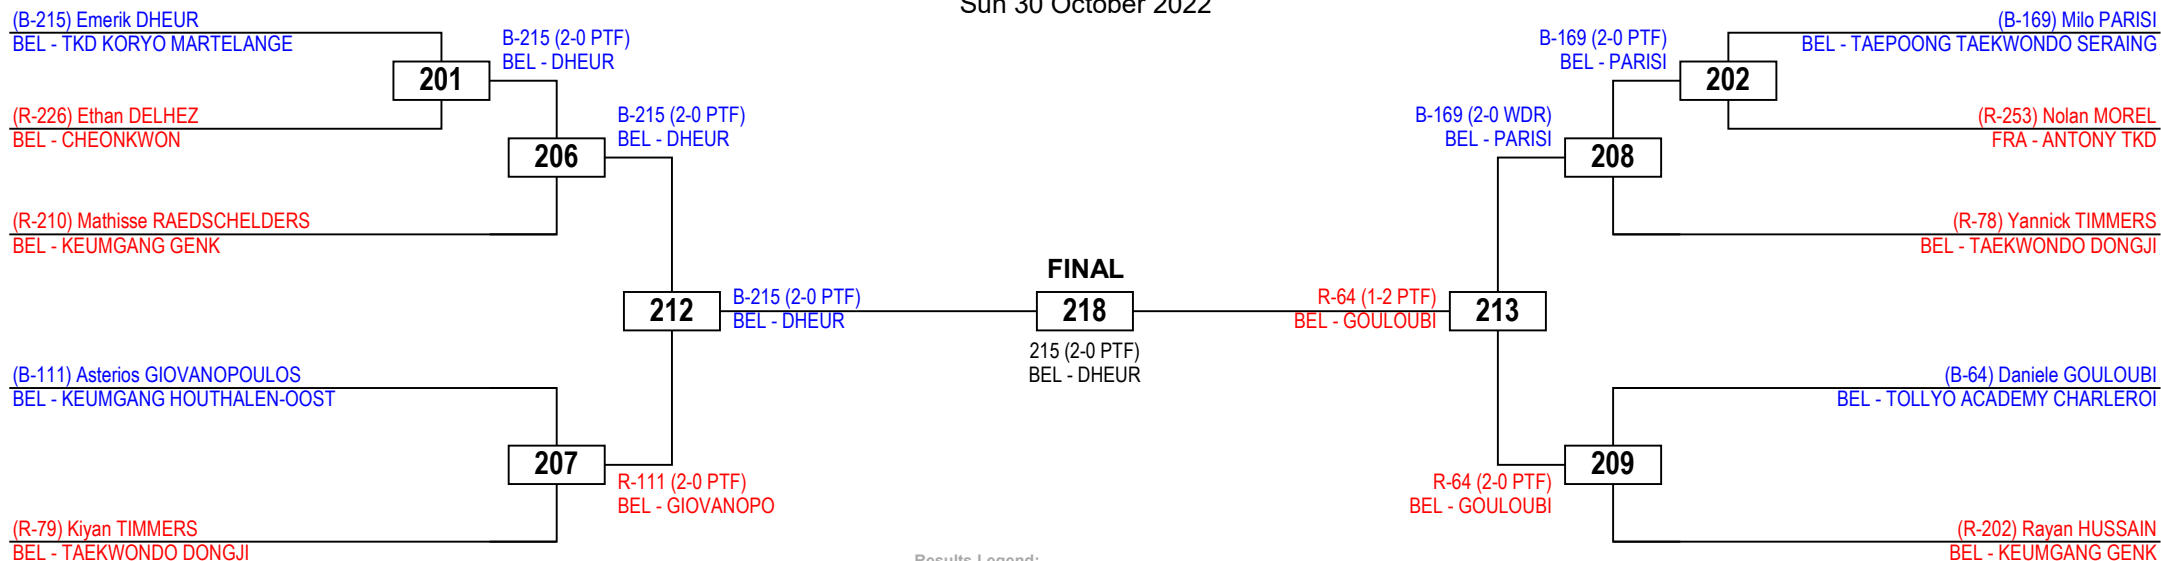 Sun 30 October 2022
(B-215) Emerik DHEUR
BEL - TKD KORYO MARTELANGE
201
B-215 (2-0 PTF)
BEL - DHEUR
(R-226) Ethan DELHEZ
BEL - CHEONKWON
206
B-215 (2-0 PTF)
BEL - DHEUR
(R-210) Mathisse RAEDSCHELDERS
BEL - KEUMGANG GENK
212
B-215 (2-0 PTF)
BEL - DHEUR
(B-111) Asterios GIOVANOPOULOS
BEL - KEUMGANG HOUTHALEN-OOST
207
R-111 (2-0 PTF)
BEL - GIOVANOPO
(R-79) Kiyan TIMMERS
BEL - TAEKWONDO DONGJI
FINAL
218
215 (2-0 PTF)
BEL - DHEUR
(B-169) Milo PARISI
BEL - TAEPOONG TAEKWONDO SERAING
B-169 (2-0 PTF)
BEL - PARISI
202
(R-253) Nolan MOREL
FRA - ANTONY TKD
B-169 (2-0 WDR)
BEL - PARISI
208
(R-78) Yannick TIMMERS
BEL - TAEKWONDO DONGJI
R-64 (1-2 PTF)
BEL - GOULOUBI
213
(B-64) Daniele GOULOUBI
BEL - TOLLYO ACADEMY CHARLEROI
209
R-64 (2-0 PTF)
BEL - GOULOUBI
(R-202) Rayan HUSSAIN
BEL - KEUMGANG GENK
Results Legend: